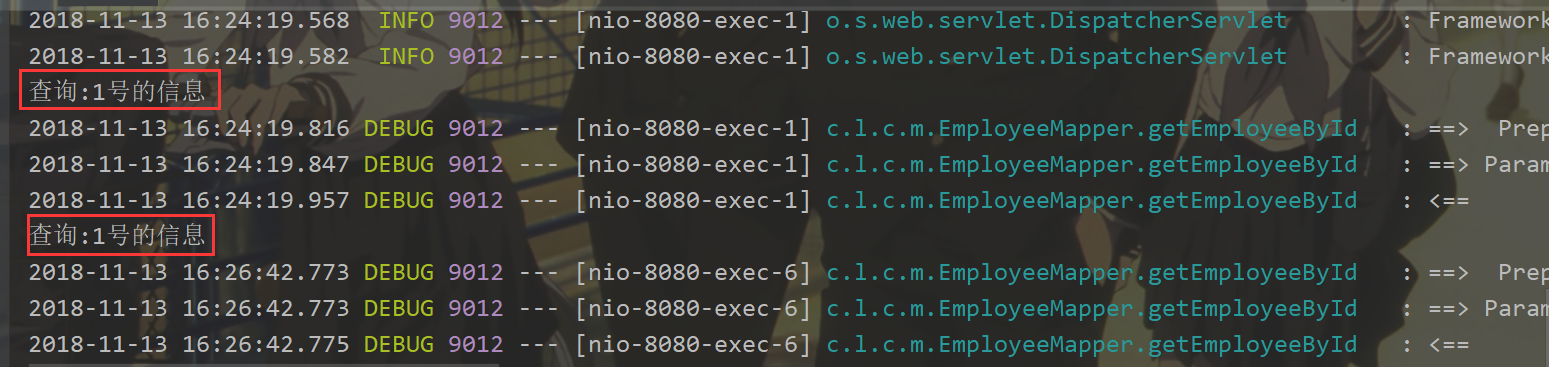 2018-11-13 16:24:19.568  INFO 9012 --- [nio-8080-exec-1] o.s.web.servlet.DispatcherServlet        : Framework
2018-11-13 16:24:19.582  INFO 9012 --- [nio-8080-exec-1] o.s.web.servlet.DispatcherServlet        : Framework
查询:1号的信息
2018-11-13 16:24:19.816 DEBUG 9012 --- [nio-8080-exec-1] c.l.c.m.EmployeeMapper.getEmployeeById   : ==>  Prep
2018-11-13 16:24:19.847 DEBUG 9012 --- [nio-8080-exec-1] c.l.c.m.EmployeeMapper.getEmployeeById   : ==> Param
2018-11-13 16:24:19.957 DEBUG 9012 --- [nio-8080-exec-1] c.l.c.m.EmployeeMapper.getEmployeeById   : <==
查询:1号的信息
2018-11-13 16:26:42.773 DEBUG 9012 --- [nio-8080-exec-6] c.l.c.m.EmployeeMapper.getEmployeeById   : ==>  Prep
2018-11-13 16:26:42.773 DEBUG 9012 --- [nio-8080-exec-6] c.l.c.m.EmployeeMapper.getEmployeeById   : ==> Param
2018-11-13 16:26:42.775 DEBUG 9012 --- [nio-8080-exec-6] c.l.c.m.EmployeeMapper.getEmployeeById   : <==